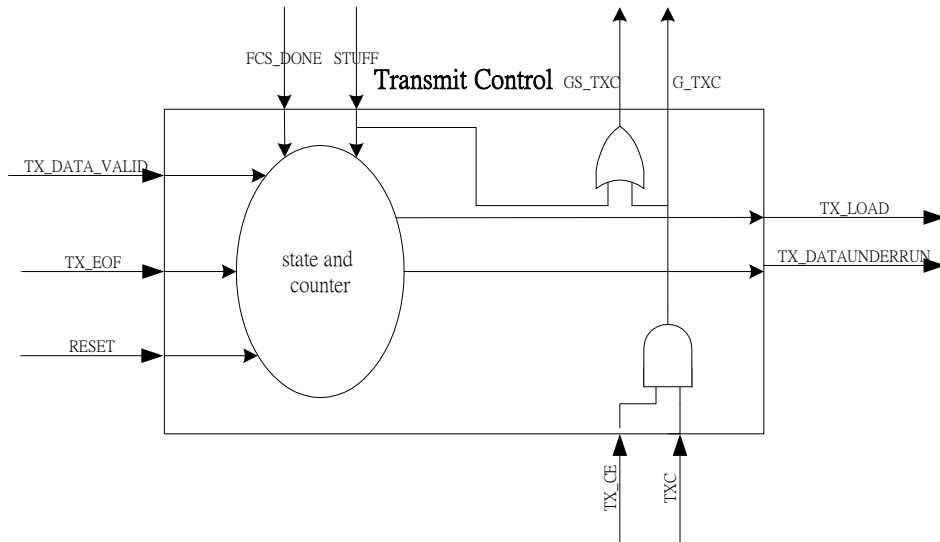 FCS_DONE STUFF
Transmit Control
GS_TXC
G_TXC
TX_DATA_VALID
TX_LOAD
TX_EOF
state and
counter
TX_DATAUNDERRUN
RESET
TX_CE
TXC